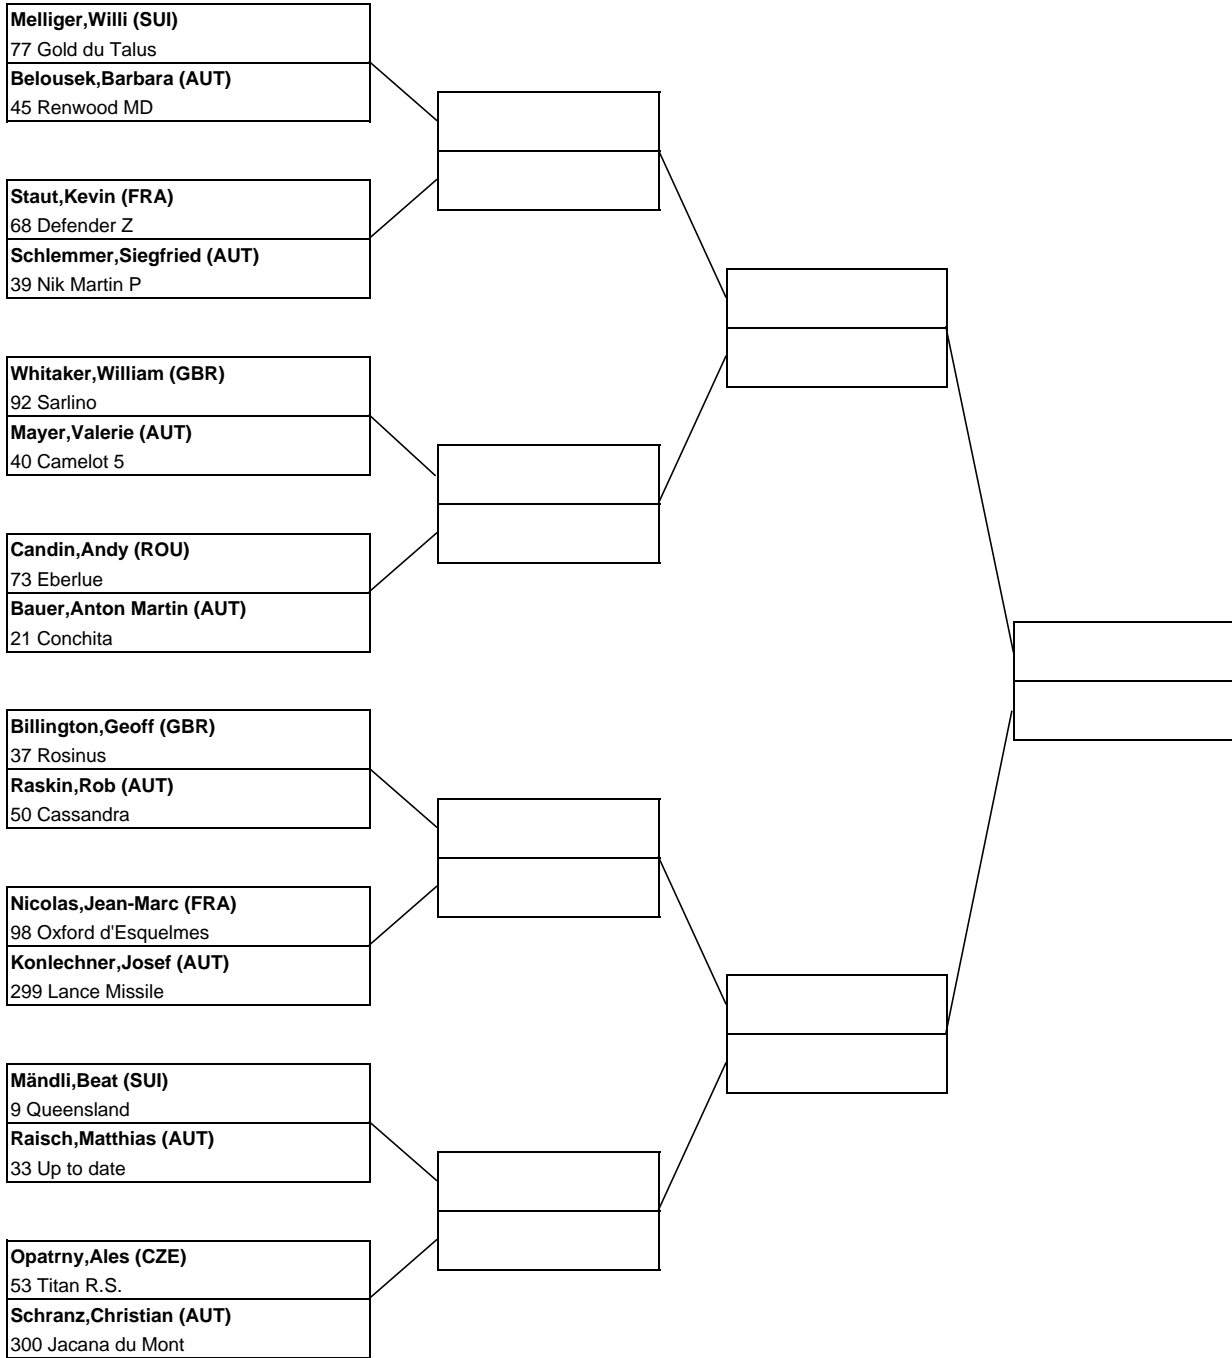 Melliger,Willi (SUI)
77 Gold du Talus
Belousek,Barbara (AUT)
45 Renwood MD
Staut,Kevin (FRA)
68 Defender Z
Schlemmer,Siegfried (AUT)
39 Nik Martin P
Whitaker,William (GBR)
92 Sarlino
Mayer,Valerie (AUT)
40 Camelot 5
Candin,Andy (ROU)
73 Eberlue
Bauer,Anton Martin (AUT)
21 Conchita
Billington,Geoff (GBR)
37 Rosinus
Raskin,Rob (AUT)
50 Cassandra
Nicolas,Jean-Marc (FRA)
98 Oxford d'Esquelmes
Konlechner,Josef (AUT)
299 Lance Missile
Mändli,Beat (SUI)
9 Queensland
Raisch,Matthias (AUT)
33 Up to date
Opatrny,Ales (CZE)
53 Titan R.S.
Schranz,Christian (AUT)
300 Jacana du Mont